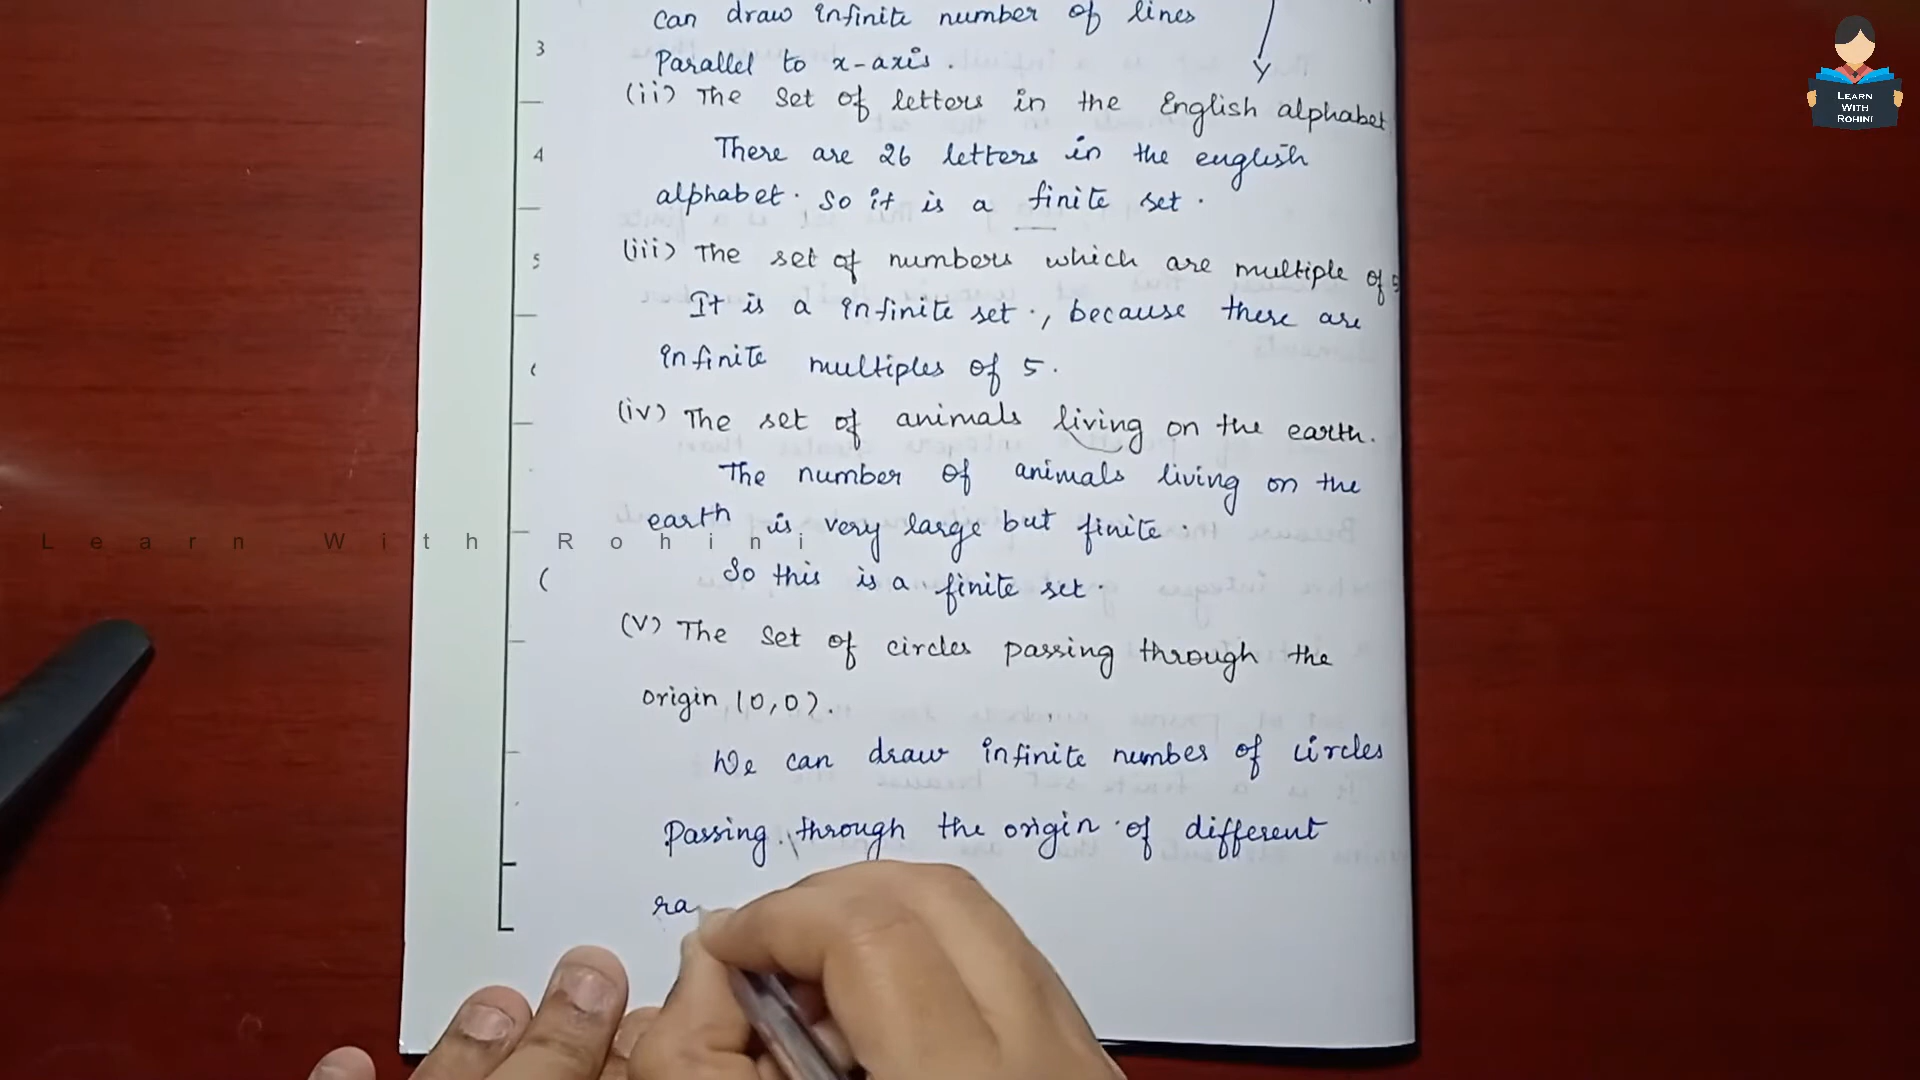 can draw infinite number of lines
Parallel to x-axis.
y
(ii) The set of letters in the English alphabet
There are 26 letters in the english
alphabet. So it is a finite set.
(iii) The set of numbers which are multiple of 5
It is a infinite set., because there are
infinite multiples of 5.
(iv) The set of animals living on the earth.
The number of animals living on the
earth is very large but finite.
So this is a finite set.
(v) The set of circles passing through the
origin (0,0).
We can draw infinite number of circles
Passing through the origin of different
ra
3
4
5
LEARN
WITH
ROHINI
Learn With Rohini